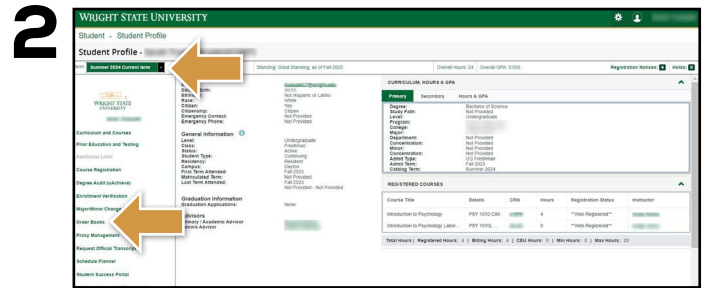 2
WRIGHT STATE UNIVERSITY
Student - Student Profile
Student Profile -
Summer 2024 Current term
Standing: Good Standing, as of Fall 2023
Overall Hours: 24 Overall GPA: 3.000
Registration Notices: 4 Holds: 0
WRIGHT STATE
UNIVERSITY
Curriculum and Courses
Prior Education and Testing
Additional Links
Course Registration
Degree Audit (uAchieve)
Enrollment Verification
Major/Minor Change
Order Books
Proxy Management
Request Official Transcript
Schedule Planner
Student Success Portal
Race: White
Citizen: Yes
Citizenship: Citizen
Emergency Contact: Not Provided
Emergency Phone: Not Provided
Not Hispanic or Latino
General Information
Level: Undergraduate
Class: Freshman
Status: Active
Student Type: Continuing
Residency: Resident
Campus: Dayton
First Term Attended: Fall 2023
Matriculated Term: Not Provided
Last Term Attended: Fall 2023
Not Provided - Not Provided
Graduation Information
Graduation Applications: None
Advisors
Primary / Academic Advisor
Honors Advisor
CURRICULUM, HOURS & GPA
Primary Secondary Hours & GPA
Degree: Bachelor of Science
Study Path: Not Provided
Level: Undergraduate
Program:
College:
Major:
Department: Not Provided
Concentration: Not Provided
Minor: Not Provided
Concentration: Not Provided
Admit Type: UG Freshman
Admit Term: Fall 2023
Catalog Term: Summer 2024
REGISTERED COURSES
Course Title Details CRN Hours Registration Status Instructor
Introduction to Psychology PSY 1010 C90 4 **Web Registered**
Introduction to Psychology Labor... PSY 1010L ... 0 **Web Registered**
Total Hours | Registered Hours: 4 | Billing Hours: 4 | CEU Hours: 0 | Min Hours: 0 | Max Hours: 20